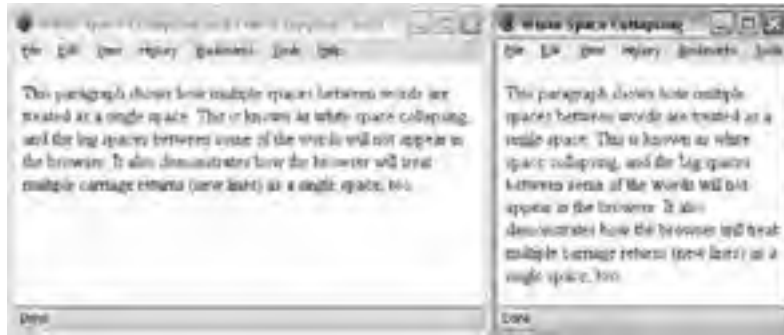 White Space Collapsing
File Edit View History Bookmarks Tools Help
This paragraph shows how multiple spaces between words are
treated as a single space. This is known as white space collapsing,
and the big spaces between some of the words will not appear in
the browser. It also demonstrates how the browser will treat
multiple carriage returns (new lines) as a single space, too.
Done
White Space Collapsing
File Edit View History Bookmarks Tools
This paragraph shows how multiple
spaces between words are treated as a
single space. This is known as white
space collapsing, and the big spaces
between some of the words will not
appear in the browser. It also
demonstrates how the browser will treat
multiple carriage returns (new lines) as a
single space, too.
Done